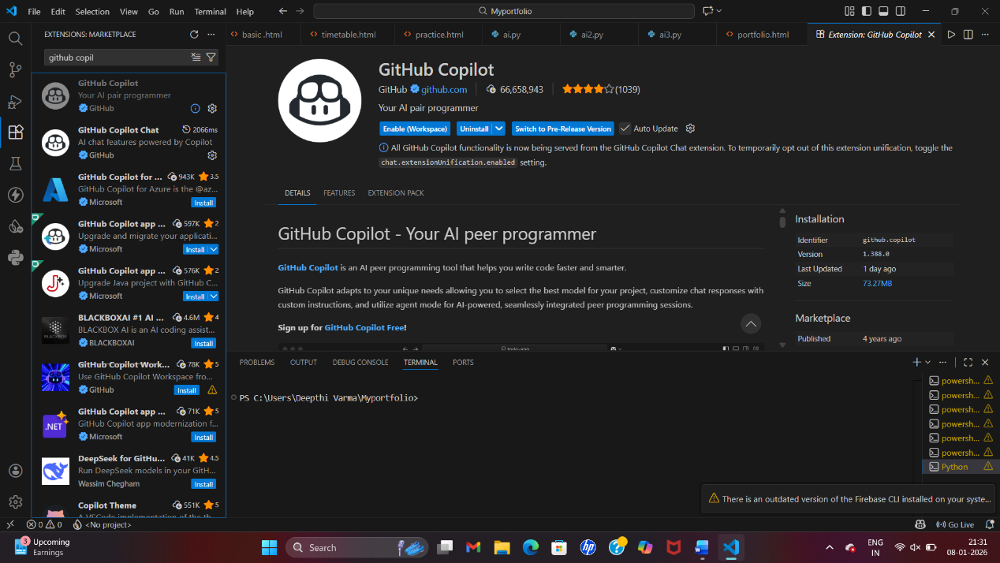 File Edit Selection View Go Run Terminal Help
Myportfolio
EXTENSIONS: MARKETPLACE
github copil
GitHub Copilot
Your AI pair programmer
GitHub
GitHub Copilot Chat 2066ms
AI chat features powered by Copilot
GitHub
GitHub Copilot for ... 943K 3.5
GitHub Copilot for Azure is the @az...
Microsoft Install
GitHub Copilot app ... 597K 2
Upgrade and migrate your applicati...
Microsoft Install
GitHub Copilot app ... 576K 2
Upgrade Java project with GitHub C...
Microsoft Install
BLACKBOXAI #1 AI ... 4.6M 4
BLACKBOX AI is an AI coding assist...
BLACKBOXAI Install
GitHub Copilot Work... 78K 5
Use GitHub Copilot Workspace fro...
GitHub Install
GitHub Copilot app ... 71K 5
GitHub Copilot app modernization f...
Microsoft Install
DeepSeek for GitHu... 41K 4.5
Run DeepSeek models in your GitH...
Wassim Chegham Install
Copilot Theme 551K 5
basic .html timetable.html practice.html ai.py ai2.py ai3.py portfolio.html Extension: GitHub Copilot
GitHub Copilot
GitHub github.com 66,658,943 (1039)
Your AI pair programmer
Enable (Workspace) Uninstall Switch to Pre-Release Version Auto Update
All GitHub Copilot functionality is now being served from the GitHub Copilot Chat extension. To temporarily opt out of this extension unification, toggle the
chat.extensionUnification.enabled setting.
DETAILS FEATURES EXTENSION PACK
GitHub Copilot - Your AI peer programmer
GitHub Copilot is an AI peer programming tool that helps you write code faster and smarter.
GitHub Copilot adapts to your unique needs allowing you to select the best model for your project, customize chat responses with
custom instructions, and utilize agent mode for AI-powered, seamlessly integrated peer programming sessions.
Sign up for GitHub Copilot Free!
Installation
Identifier github.copilot
Version 1.388.0
Last Updated 1 day ago
Size 73.27MB
Marketplace
Published 4 years ago
PROBLEMS OUTPUT DEBUG CONSOLE TERMINAL PORTS
PS C:\Users\Deepthi Varma\Myportfolio>
powersh...
powersh...
powersh...
powersh...
powersh...
powersh...
Python
There is an outdated version of the Firebase CLI installed on your syste...
0 0 <No project> Go Live
3 Upcoming
Earnings
Search
ENG
IN
21:31
08-01-2026